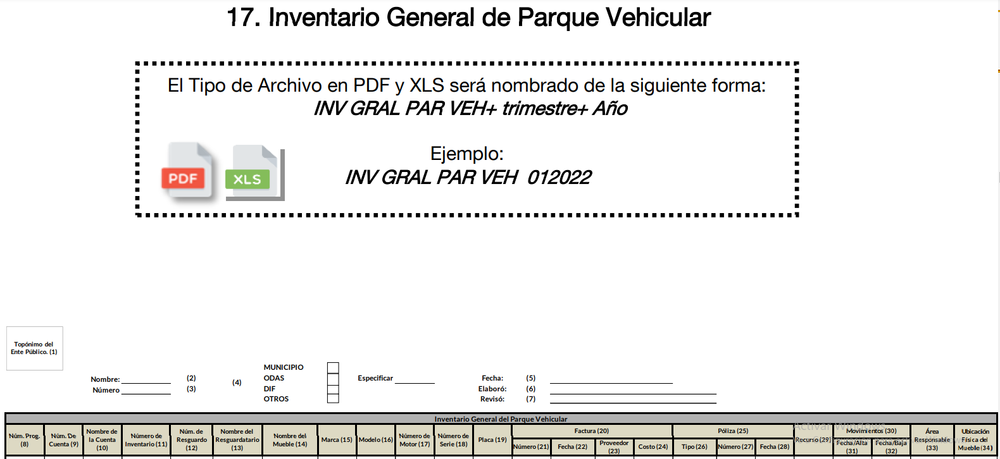 17. Inventario General de Parque Vehicular
El Tipo de Archivo en PDF y XLS será nombrado de la siguiente forma:
INV GRAL PAR VEH+ trimestre+ Año
Ejemplo:
INV GRAL PAR VEH 012022
PDF
XLS
Topónimo del
Ente Público. (1)
Nombre: (2)
Número (3)
(4)
MUNICIPIO
ODAS
DIF
OTROS
Especificar
Fecha: (5)
Elaboró: (6)
Revisó: (7)
Inventario General del Parque Vehicular
Núm. Prog.
(8)
Núm. De
Cuenta (9)
Nombre de
la Cuenta
(10)
Número de
Inventario (11)
Núm. de
Resguardo
(12)
Nombre del
Resguardatario
(13)
Nombre del
Mueble (14)
Marca (15)
Modelo (16)
Número de
Motor (17)
Número de
Serie (18)
Placa (19)
Factura (20)
Número (21)
Fecha (22)
Proveedor
(23)
Costo (24)
Póliza (25)
Tipo (26)
Número (27)
Fecha (28)
Recurso (29)
Movimientos (30)
Fecha/Alta
(31)
Fecha/Baja
(32)
Área
Responsable
(33)
Ubicación
Física del
Mueble (34)
Activar Windows